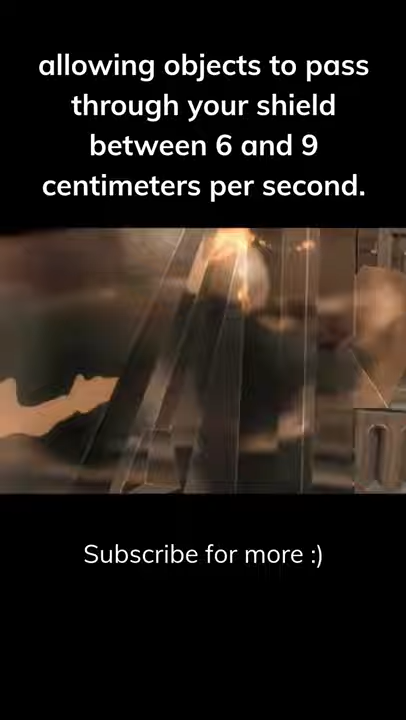 allowing objects to pass
through your shield
between 6 and 9
centimeters per second.
Subscribe for more :)